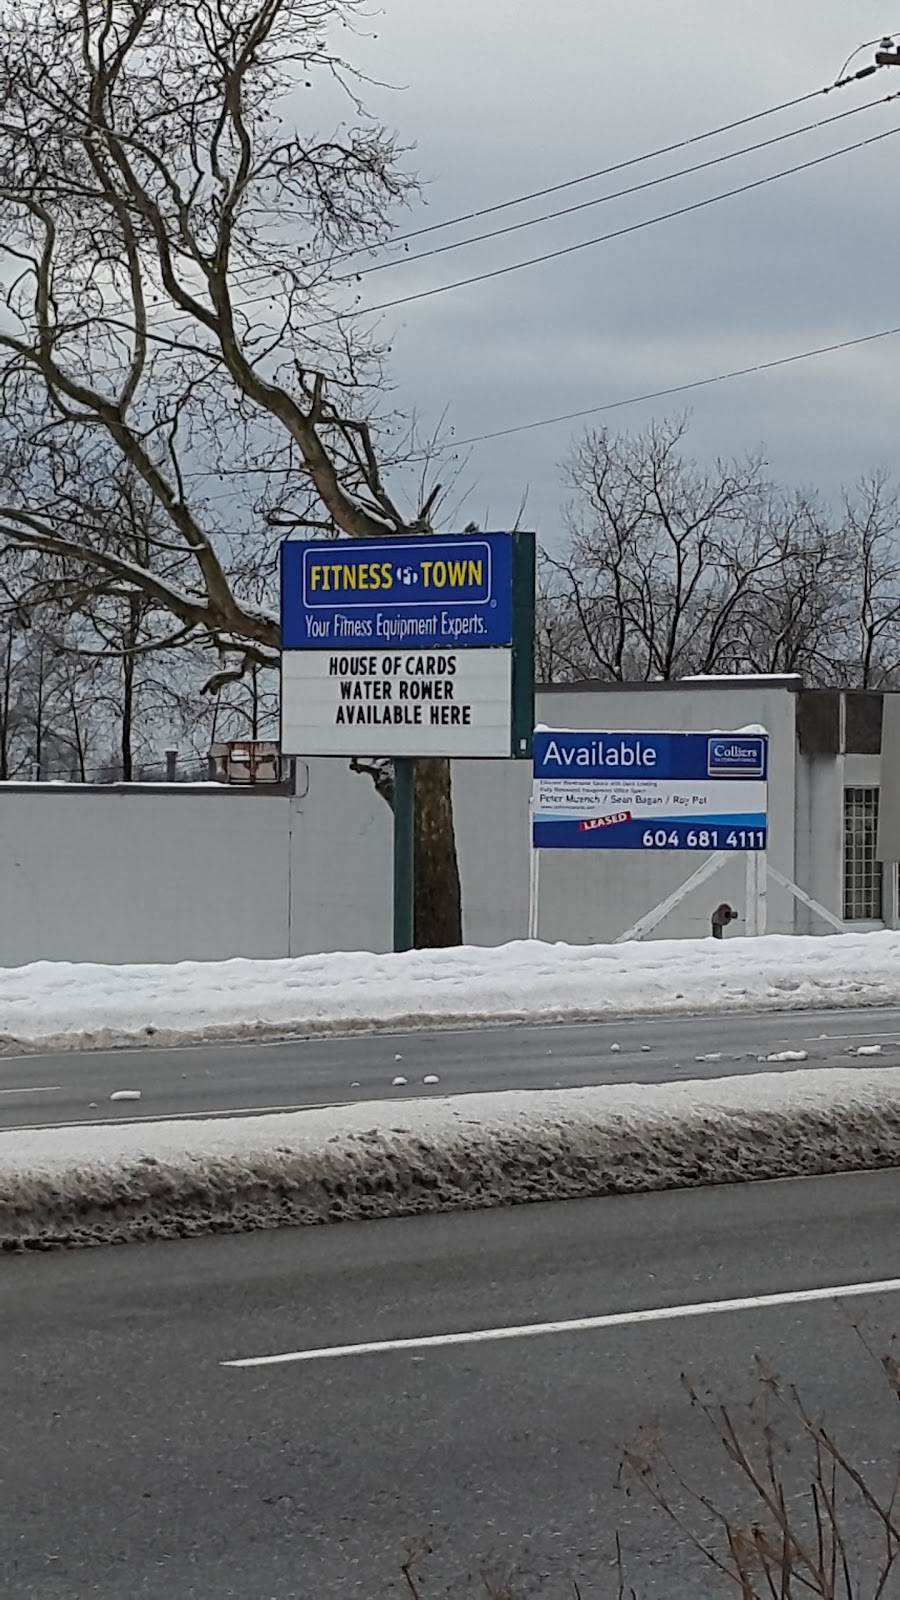 FITNESS FT TOWN
Your Fitness Equipment Experts.
HOUSE OF CARDS
WATER ROWER
AVAILABLE HERE
Available
Colliers
Peter / Sean Bagan / Roy Pat
LEASED
604 681 4111